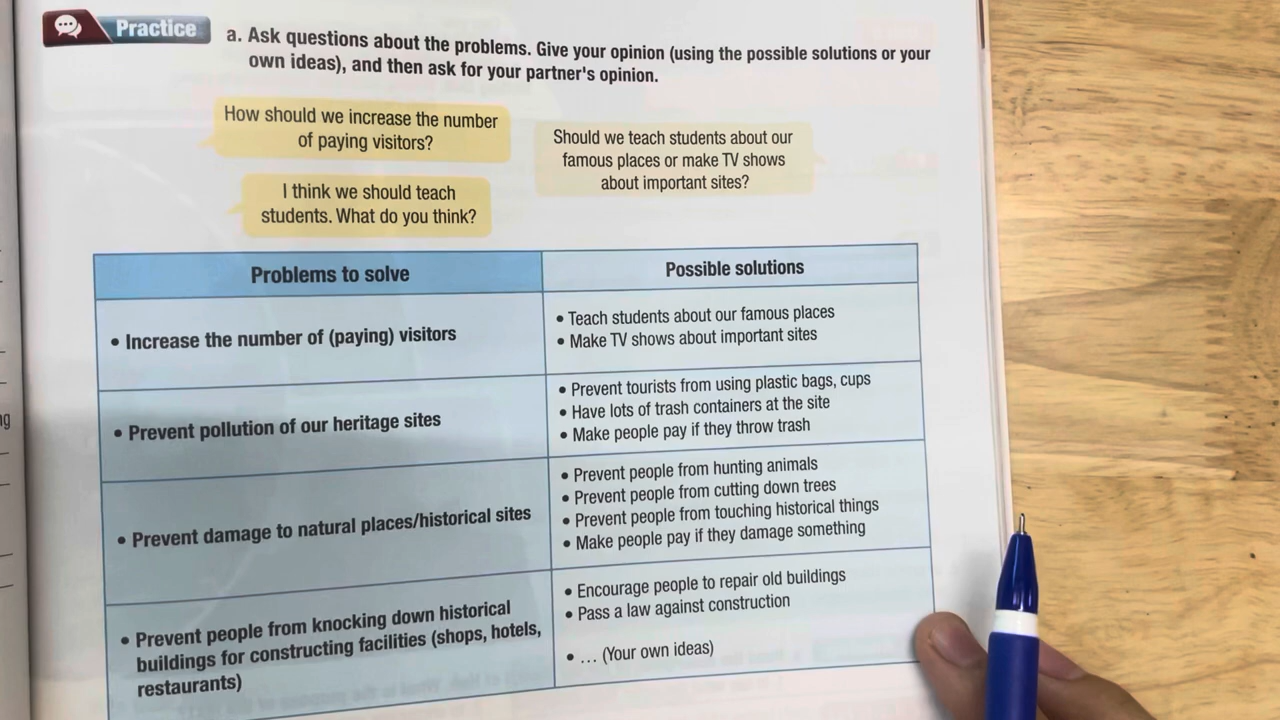 Practice
a. Ask questions about the problems. Give your opinion (using the possible solutions or your
own ideas), and then ask for your partner's opinion.
How should we increase the number
of paying visitors?
Should we teach students about our
famous places or make TV shows
about important sites?
I think we should teach
students. What do you think?
Problems to solve
Possible solutions
• Increase the number of (paying) visitors
• Teach students about our famous places
• Make TV shows about important sites
• Prevent pollution of our heritage sites
• Prevent tourists from using plastic bags, cups
• Have lots of trash containers at the site
• Make people pay if they throw trash
• Prevent damage to natural places/historical sites
• Prevent people from hunting animals
• Prevent people from cutting down trees
• Prevent people from touching historical things
• Make people pay if they damage something
• Prevent people from knocking down historical
buildings for constructing facilities (shops, hotels,
restaurants)
• Encourage people to repair old buildings
• Pass a law against construction
• ... (Your own ideas)